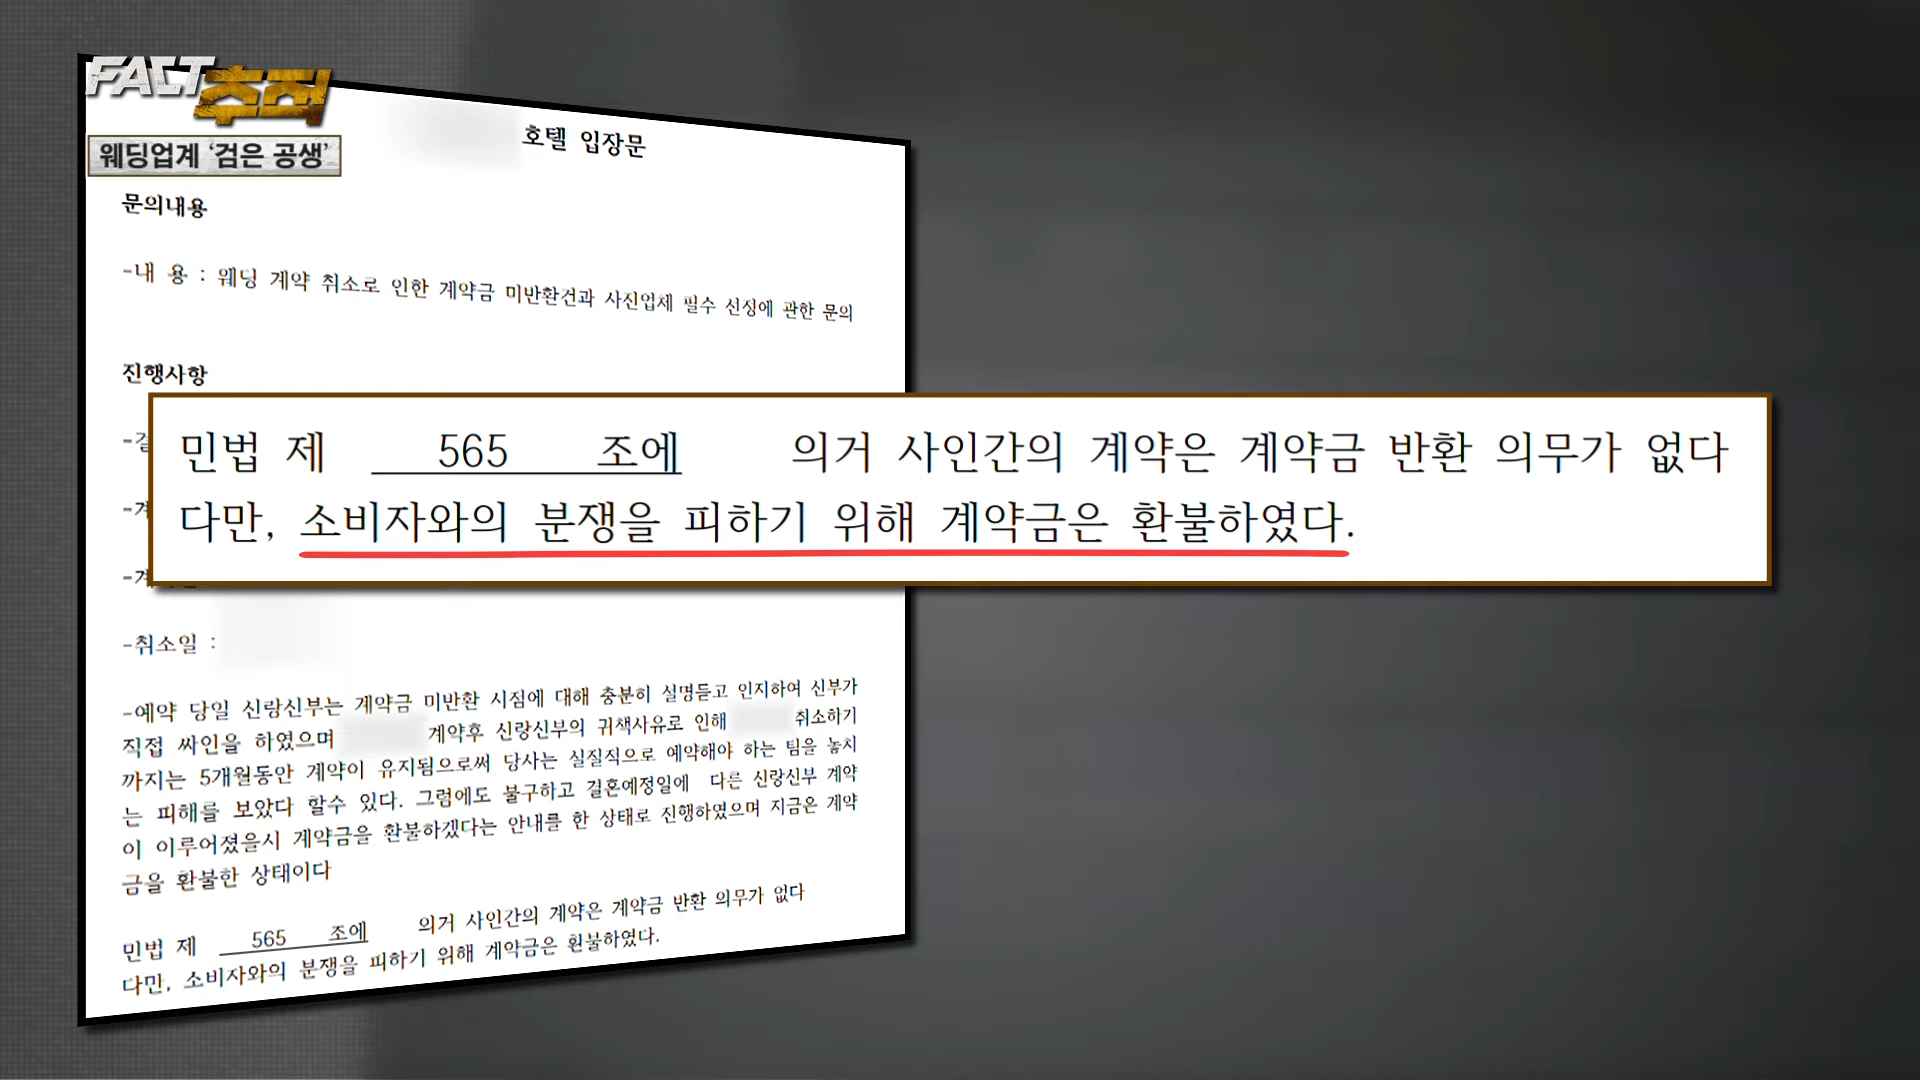 FACT추적
웨딩업계 '검은 공생'
호텔 입장문
문의내용
-내 용 : 웨딩 계약 취소로 인한 계약금 미반환건과 사진업체 필수 선정에 관한 문의
진행사항
민법 제 565 조에 의거 사인간의 계약은 계약금 반환 의무가 없다
다만, 소비자와의 분쟁을 피하기 위해 계약금은 환불하였다.
-취소일 :
-예약 당일 신랑신부는 계약금 미반환 시점에 대해 충분히 설명듣고 인지하여 신부가
직접 싸인을 하였으며 계약후 신랑신부의 귀책사유로 인해 취소하기
까지는 5개월동안 계약이 유지됨으로써 당사는 실질적으로 예약해야 하는 팀을 놓치
는 피해를 보았다 할수 있다. 그럼에도 불구하고 결혼예정일에 다른 신랑신부 계약
이 이루어졌을시 계약금을 환불하겠다는 안내를 한 상태로 진행하였으며 지금은 계약
금을 환불한 상태이다
민법 제 565 조에 의거 사인간의 계약은 계약금 반환 의무가 없다
다만, 소비자와의 분쟁을 피하기 위해 계약금은 환불하였다.